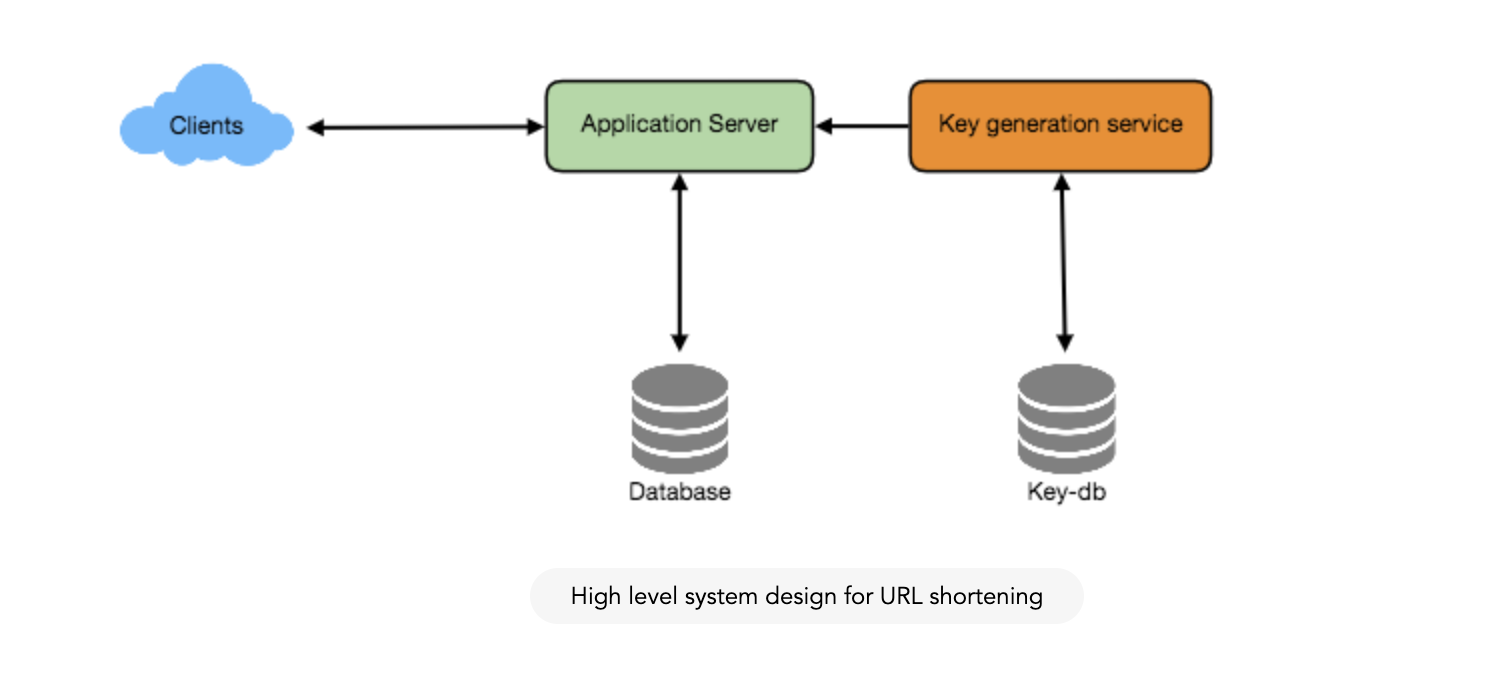 Clients
Application Server
Key generation service
Database
Key-db
High level system design for URL shortening